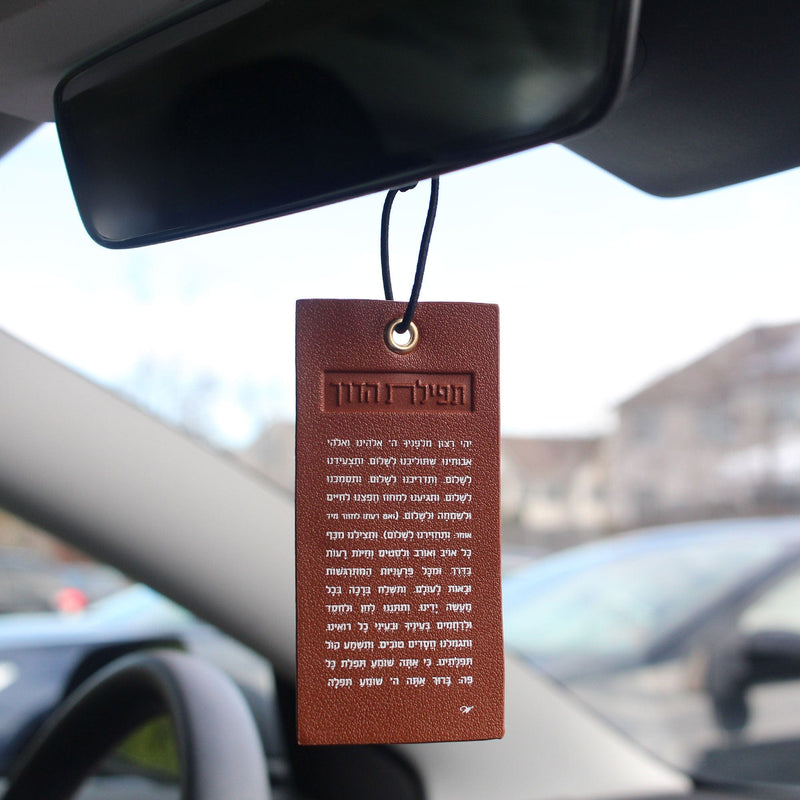 תפילת הדרך
יהי רצון מלפניך ה' אלהינו ואלהי
אבותינו שתוליכנו לשלום. ותצעידנו
לשלום. ותדריכנו לשלום. ותסמכנו
לשלום. ותגיענו למחוז חפצנו לחיים
ולשמחה ולשלום. (ואם דעתו לחזור מיד
אומר ותחזירנו לשלום) ותצילנו מכף
כל אויב ואורב ולסטים וחיות רעות
בדרך ומכל פרעניות המתרגשות
ובאות לעולם. ותשלח ברכה בכל
מעשה ידינו. ותתננו לחן ולחסד
ולרחמים בעיניך ובעיני כל רואינו.
ותגמלנו חסדים טובים. ותשמע קול
תפלתינו. כי אתה שומע תפלת כל
פה: ברוך אתה ה' שומע תפלה